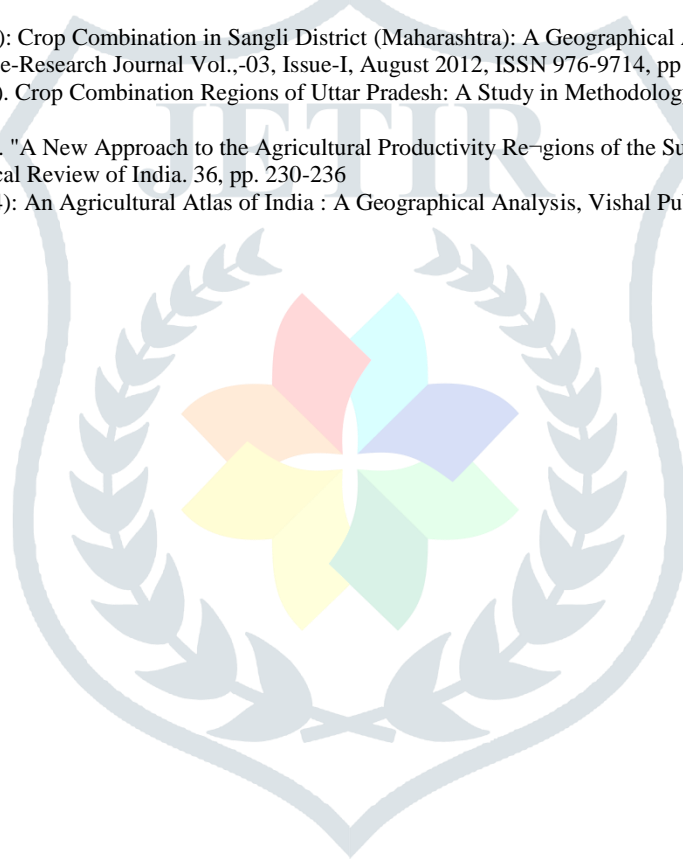 ): Crop Combination in Sangli District (Maharashtra): A Geographical
e-Research Journal Vol.,-03, Issue-I, August 2012, ISSN 976-9714, pp
). Crop Combination Regions of Uttar Pradesh: A Study in Methodology
. "A New Approach to the Agricultural Productivity Re¬gions of the Su
cal Review of India. 36, pp. 230-236
4): An Agricultural Atlas of India : A Geographical Analysis, Vishal Pu
JETIR